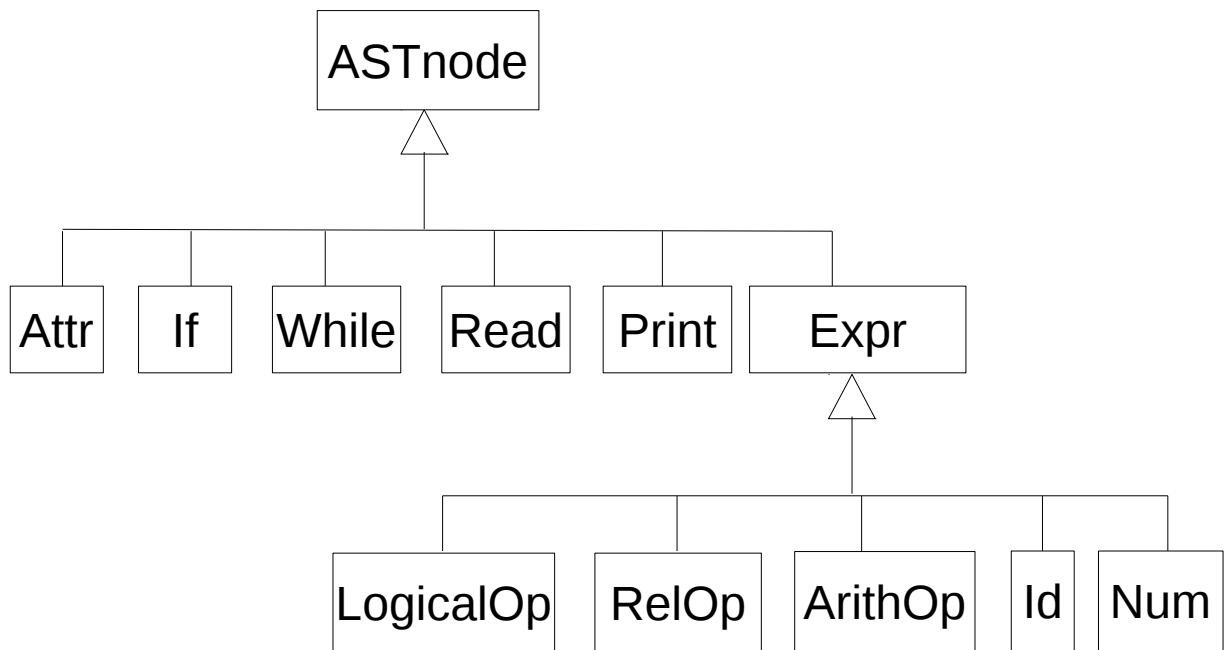 ASTnode
Attr If While Read Print Expr
LogicalOp RelOp ArithOp Id Num